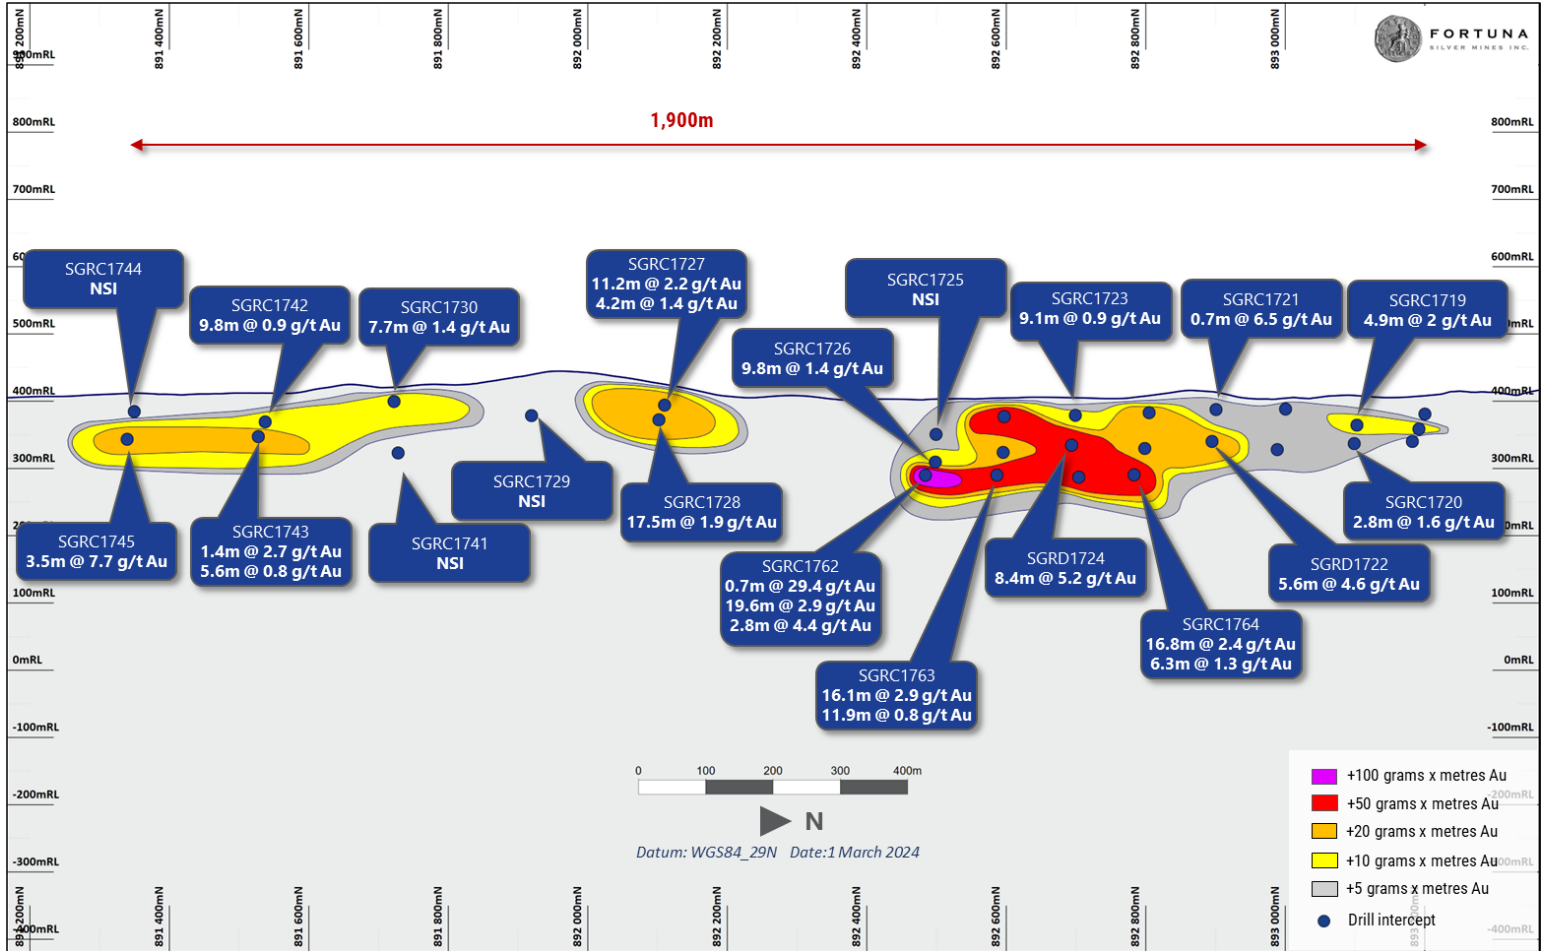 891 200mN
891 400mN
891 600mN
891 800mN
892 000mN
892 200mN
892 400mN
892 600mN
892 800mN
893 000mN
FORTUNA
SILVER MINES INC.
900mRL
1,900m
800mRL
800mRL
700mRL
700mRL
600mRL
600mRL
500mRL
500mRL
400mRL
400mRL
300mRL
300mRL
200mRL
200mRL
100mRL
100mRL
0mRL
0mRL
-100mRL
-100mRL
-200mRL
-200mRL
-300mRL
-300mRL
-400mRL
-400mRL
SGRC1744
NSI
SGRC1742
9.8m @ 0.9 g/t Au
SGRC1730
7.7m @ 1.4 g/t Au
SGRC1727
11.2m @ 2.2 g/t Au
4.2m @ 1.4 g/t Au
SGRC1726
9.8m @ 1.4 g/t Au
SGRC1725
NSI
SGRC1723
9.1m @ 0.9 g/t Au
SGRC1721
0.7m @ 6.5 g/t Au
SGRC1719
4.9m @ 2 g/t Au
SGRC1745
3.5m @ 7.7 g/t Au
SGRC1743
1.4m @ 2.7 g/t Au
5.6m @ 0.8 g/t Au
SGRC1741
NSI
SGRC1729
NSI
SGRC1728
17.5m @ 1.9 g/t Au
SGRC1762
0.7m @ 29.4 g/t Au
19.6m @ 2.9 g/t Au
2.8m @ 4.4 g/t Au
SGRC1763
16.1m @ 2.9 g/t Au
11.9m @ 0.8 g/t Au
SGRD1724
8.4m @ 5.2 g/t Au
SGRC1764
16.8m @ 2.4 g/t Au
6.3m @ 1.3 g/t Au
SGRD1722
5.6m @ 4.6 g/t Au
SGRC1720
2.8m @ 1.6 g/t Au
0 100 200 300 400m
N
Datum: WGS84_29N Date:1 March 2024
+100 grams x metres Au
+50 grams x metres Au
+20 grams x metres Au
+10 grams x metres Au
+5 grams x metres Au
Drill intercept
891 200mN
891 400mN
891 600mN
891 800mN
892 000mN
892 200mN
892 400mN
892 600mN
892 800mN
893 000mN